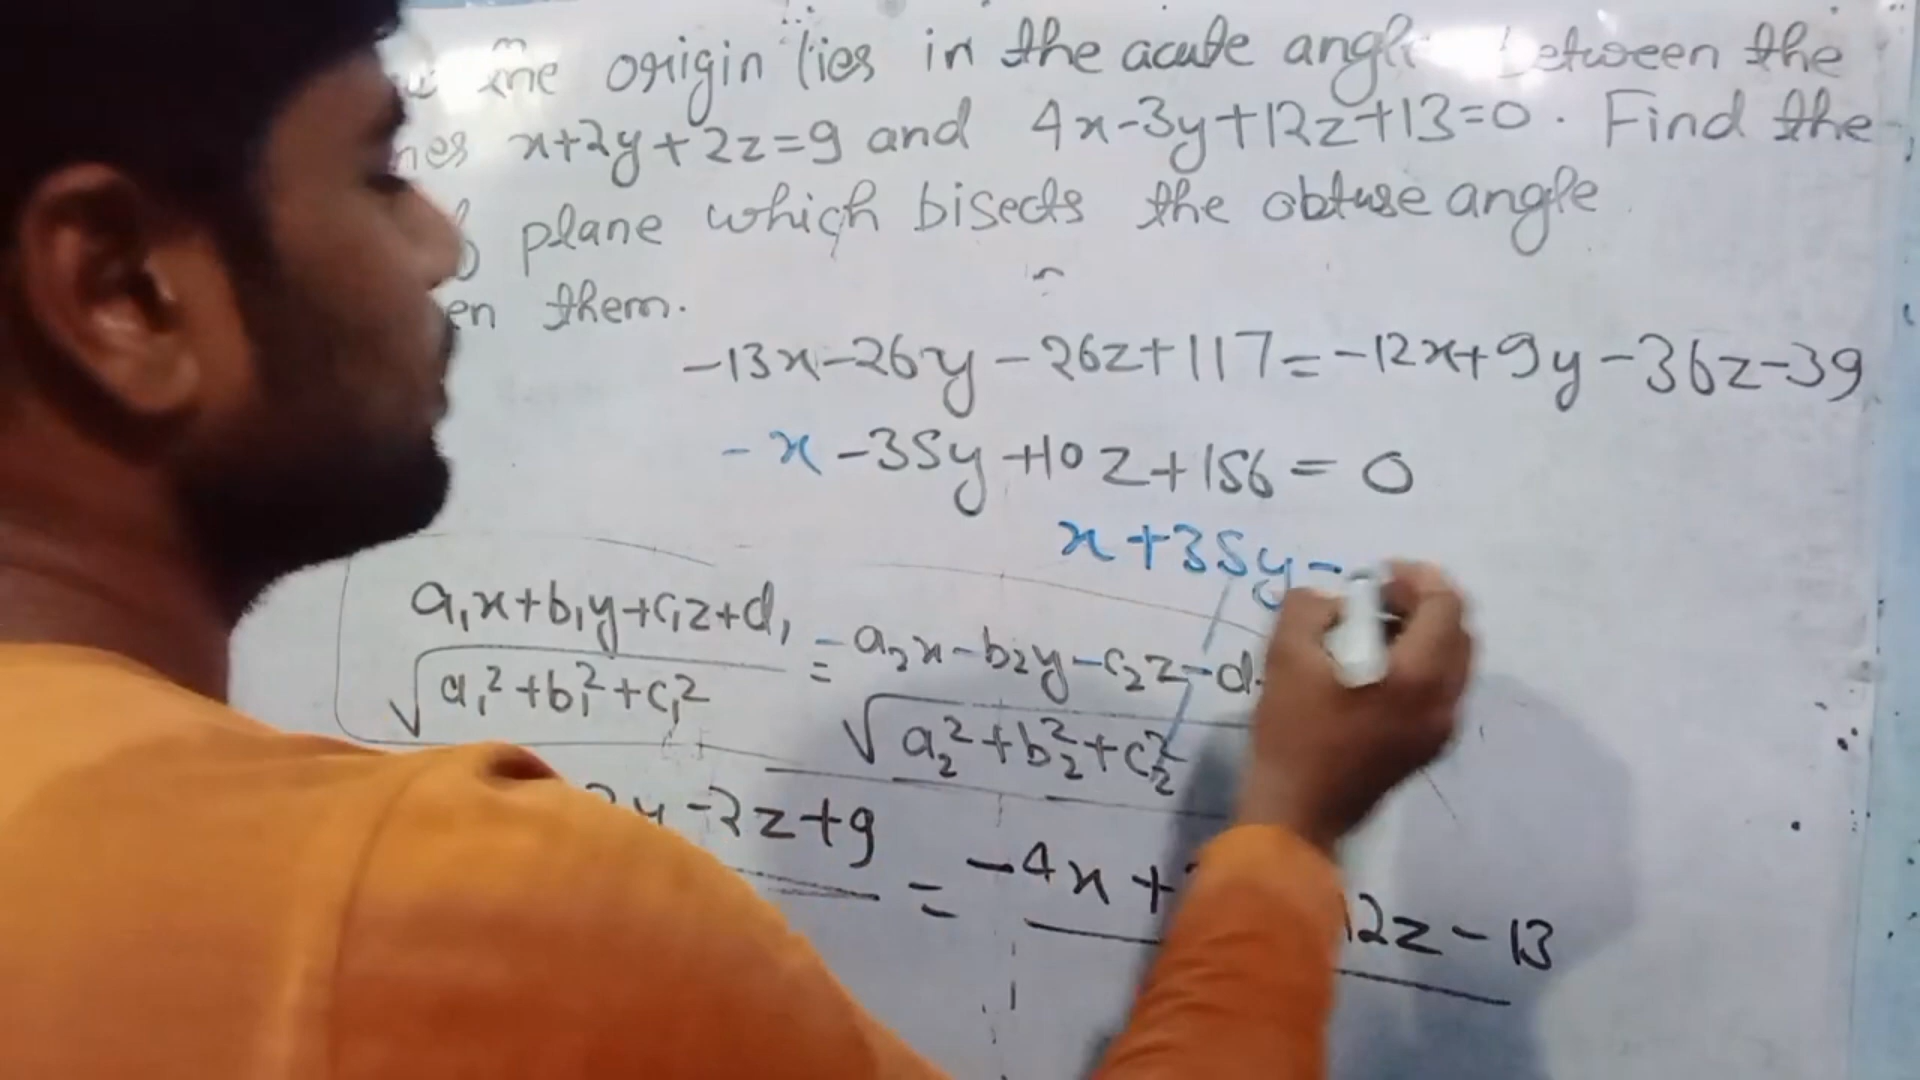 the origin lies in the acute angle between the
x+2y+2z=9 and 4x-3y+12z+13=0. Find the
plane which bisects the obtuse angle
them.
-13x-26y-26z+117=-12x+9y-36z-39
-x-35y+10z+156=0
x+35y-
a₁x+b₁y+c₁z+d₁ = -a₂x-b₂y-c₂z-d
√a₁²+b₁²+c₁² √a₂²+b₂²+c₂²
-2z+9 = -4x+ 12z-13